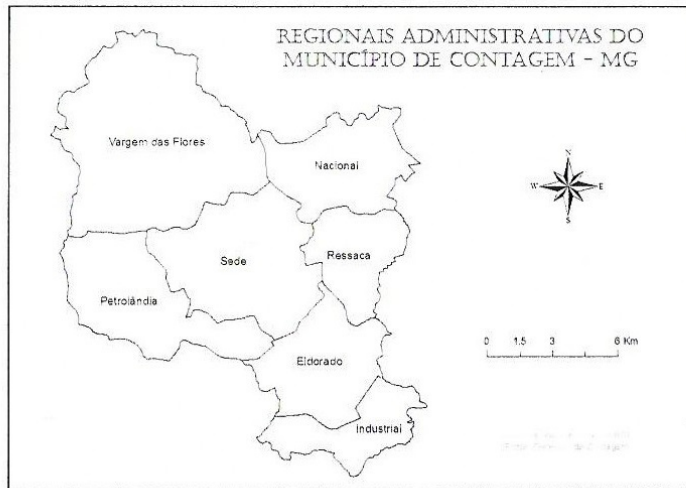 REGIONAIS ADMINISTRATIVAS DO
MUNICÍPIO DE CONTAGEM - MG
Vargem das Flores
Nacional
N
W E
S
Sede
Ressaca
Petrolândia
0 1.5 3 6 Km
Eldorado
Industrial